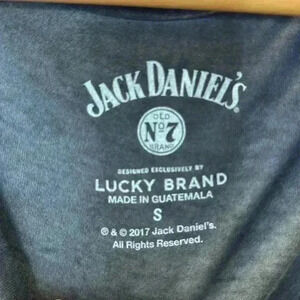 JACK DANIEL'S
OLD
Nº7
BRAND
DESIGNED EXCLUSIVELY BY
LUCKY BRAND
MADE IN GUATEMALA
S
® & © 2017 Jack Daniel's.
All Rights Reserved.